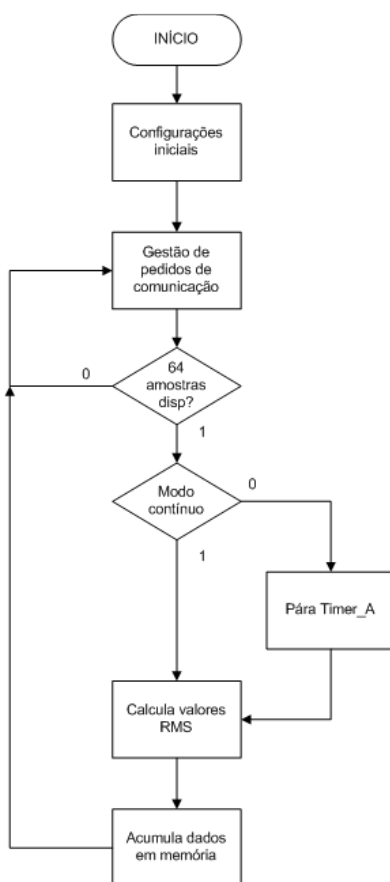 INÍCIO
Configurações
iniciais
Gestão de
pedidos de
comunicação
64
amostras
disp?
0
1
Modo
contínuo
0
1
Pára Timer_A
Calcula valores
RMS
Acumula dados
em memória